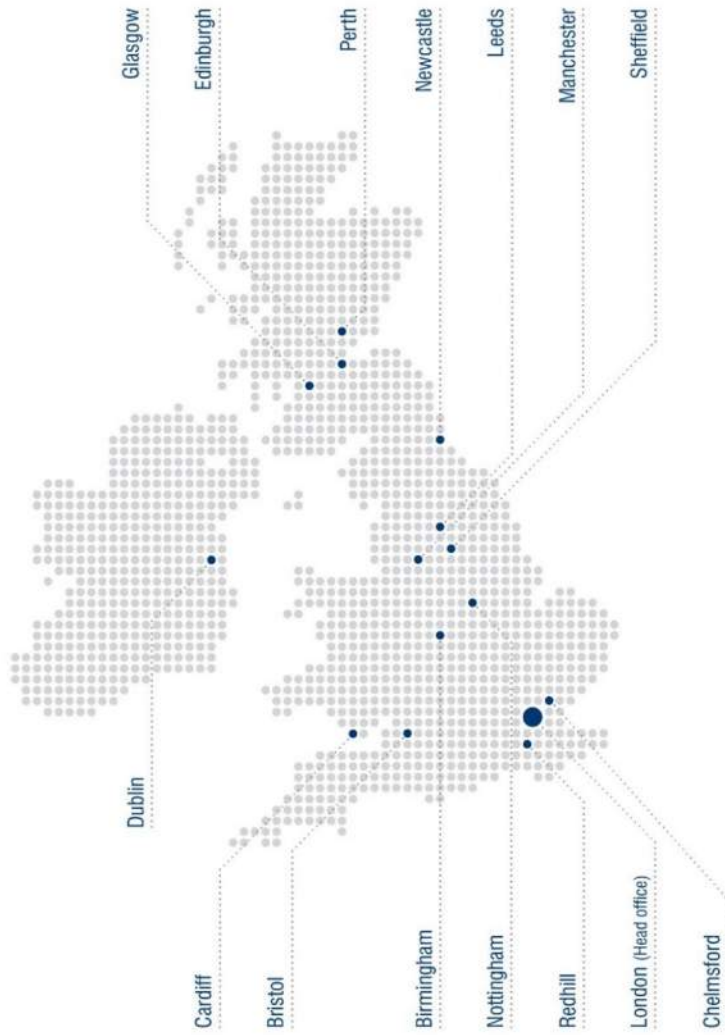 Glasgow
Edinburgh
Perth
Newcastle
Leeds
Manchester
Sheffield
Dublin
Cardiff
Bristol
Birmingham
Nottingham
Redhill
London (Head office)
Chelmsford